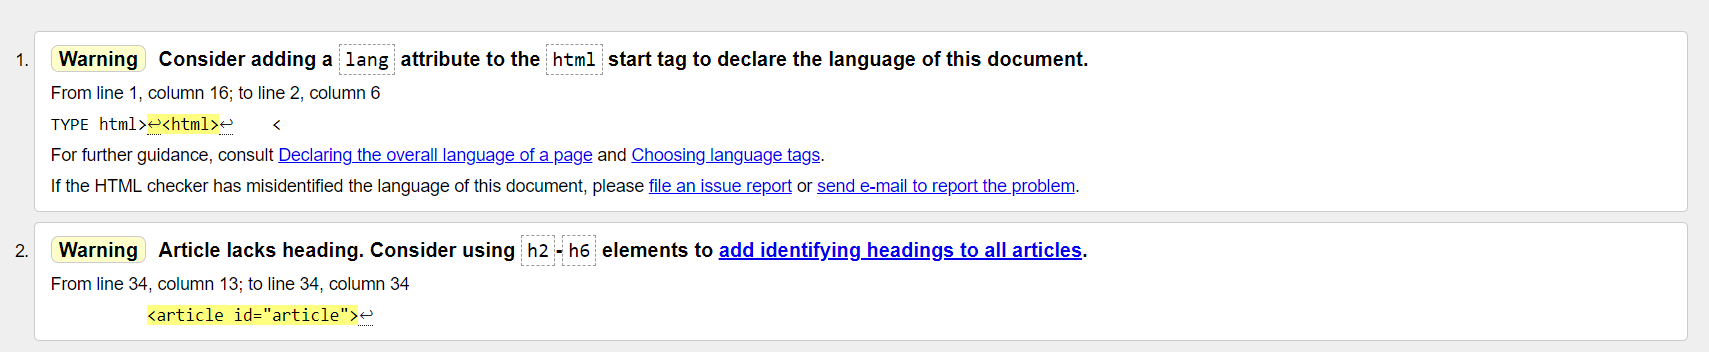 1. Warning Consider adding a lang attribute to the html start tag to declare the language of this document.
From line 1, column 16; to line 2, column 6
TYPE html>↩<html>↩ <
For further guidance, consult Declaring the overall language of a page and Choosing language tags.
If the HTML checker has misidentified the language of this document, please file an issue report or send e-mail to report the problem.
2. Warning Article lacks heading. Consider using h2-h6 elements to add identifying headings to all articles.
From line 34, column 13; to line 34, column 34
<article id="article">↩